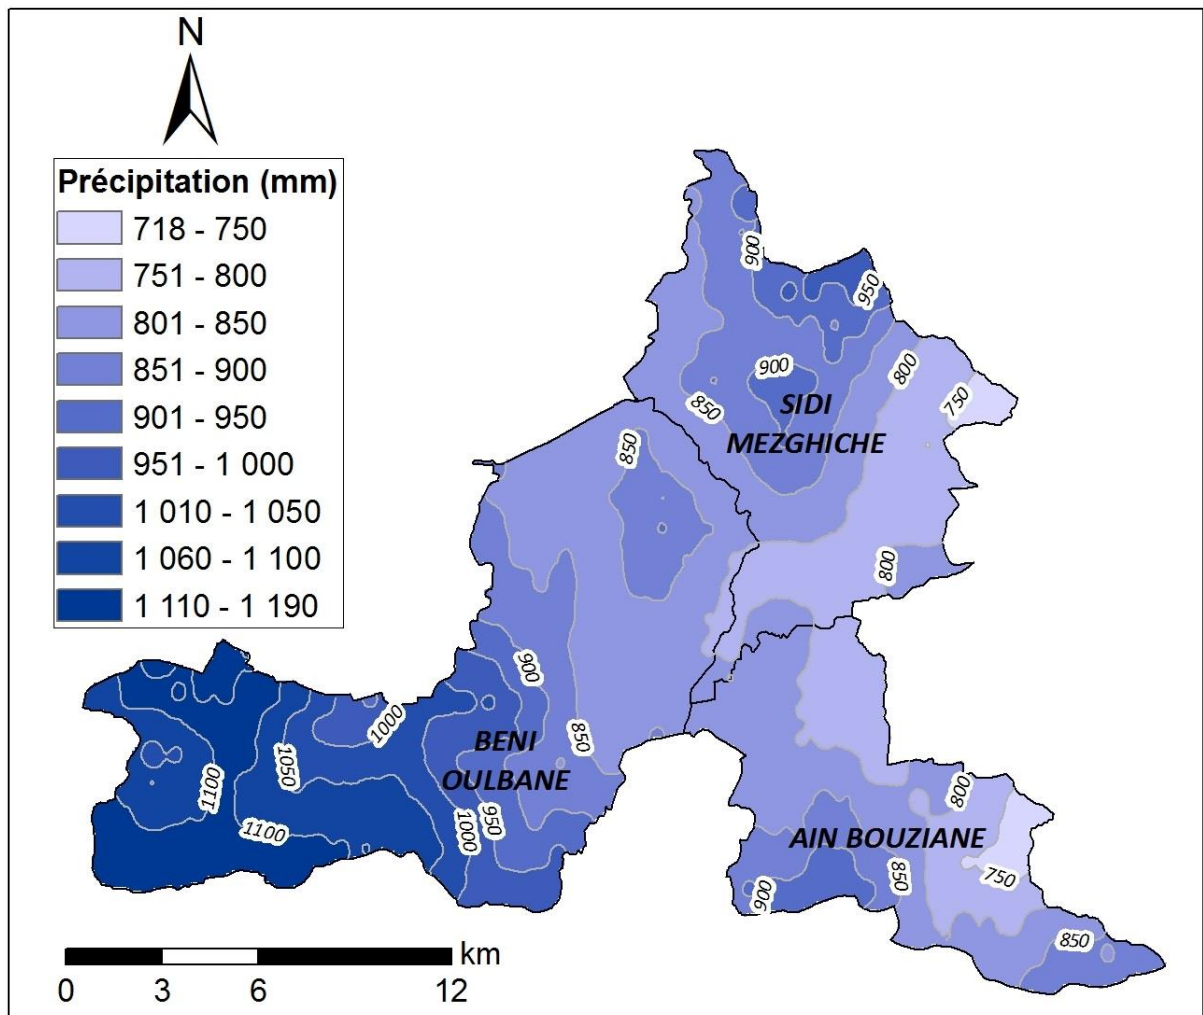 N
Précipitation (mm)
718 - 750
751 - 800
801 - 850
851 - 900
901 - 950
951 - 1 000
1 010 - 1 050
1 060 - 1 100
1 110 - 1 190
900
950
800
900
750
850
SIDI
MEZGHICHE
850
800
900
1000
850
BENI
OULBANE
1050
1100
800
950
1000
1100
AIN BOUZIANE
850
750
900
850
km
0
3
6
12